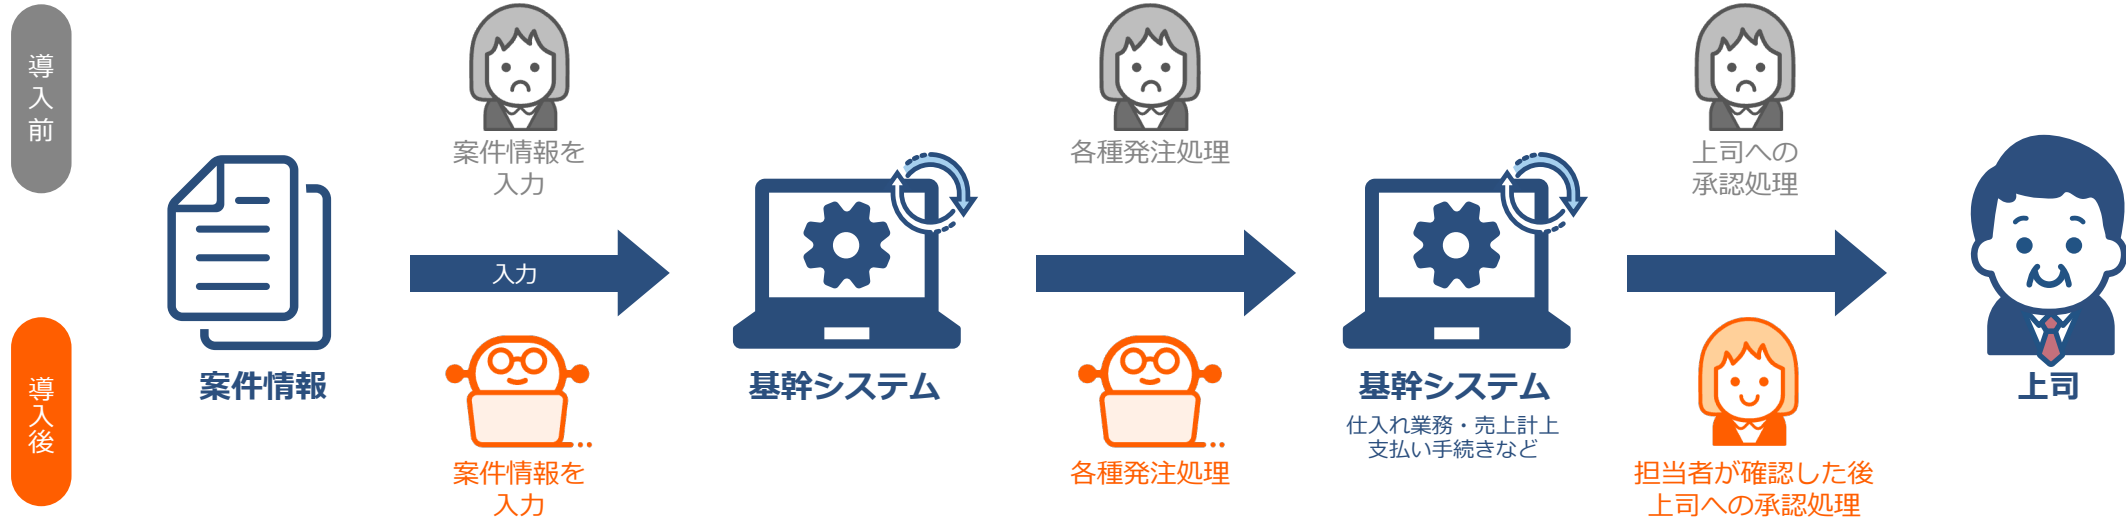 導入前
案件情報を
入力
各種発注処理
上司への
承認処理
入力
案件情報
基幹システム
基幹システム
仕入れ業務・売上計上
支払い手続きなど
上司
導入後
案件情報を
入力
各種発注処理
担当者が確認した後
上司への承認処理